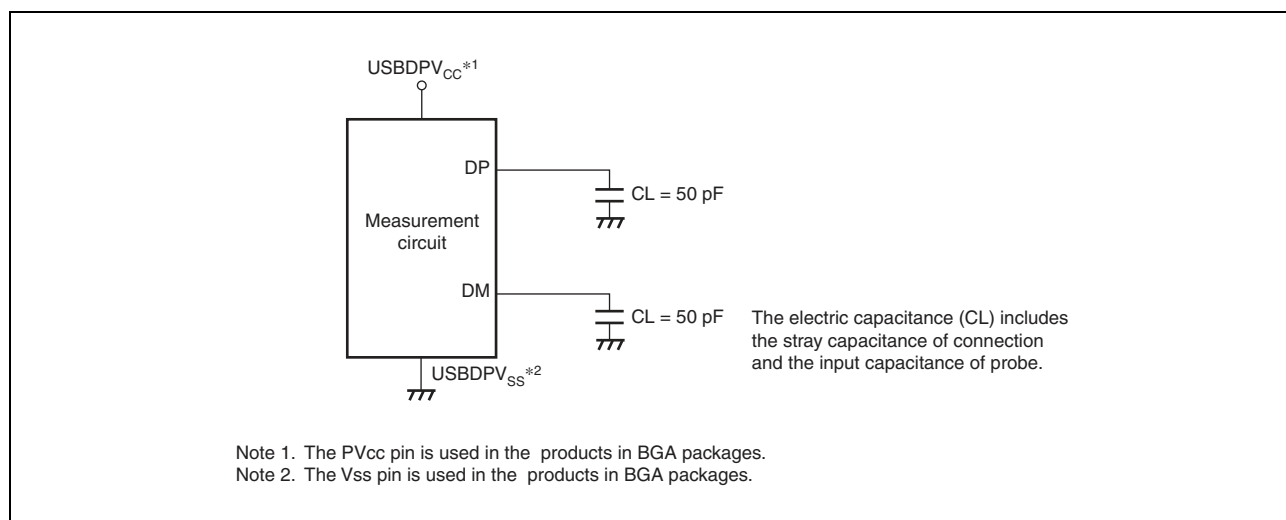 USBDPVCC*1
DP
CL = 50 pF
Measurement
circuit
DM
CL = 50 pF
The electric capacitance (CL) includes
the stray capacitance of connection
and the input capacitance of probe.
USBDPVSS*2
Note 1. The PVcc pin is used in the products in BGA packages.
Note 2. The Vss pin is used in the products in BGA packages.